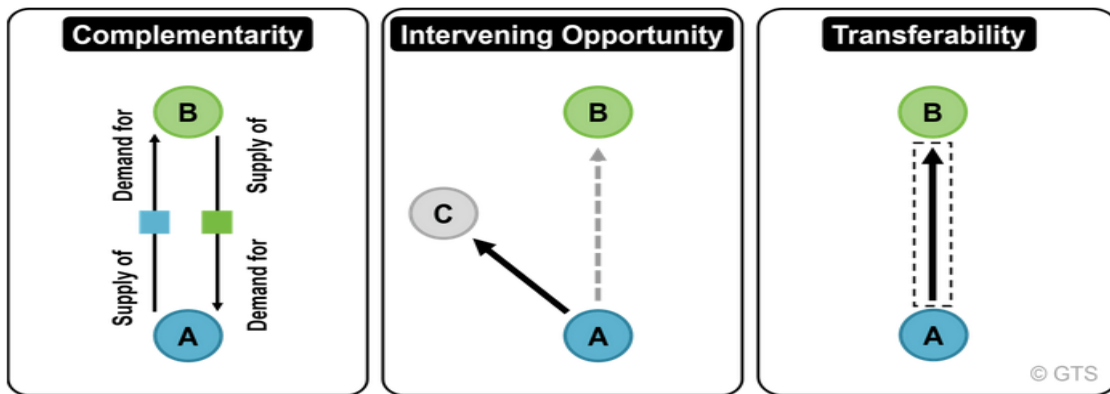 Complementarity
B
Demand for
Supply of
Supply of
Demand for
A
Intervening Opportunity
B
C
A
Transferability
B
A
© GTS